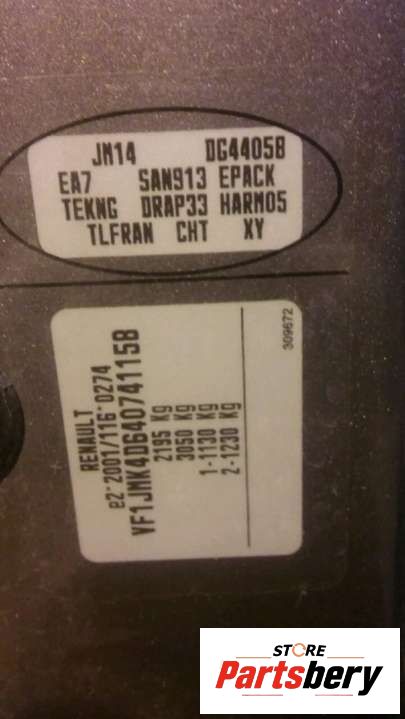 JM14 DG44058
EA7 SAN913 EPACK
TEKNG DRAP33 HARM05
TLFRAN CHT XY
RENAULT
e2*2001/116*0274
VF1JMK4D640741158
2195 Kg
3050 Kg
1-1130 Kg
2-1230 Kg
309672
STORE
Partsbery